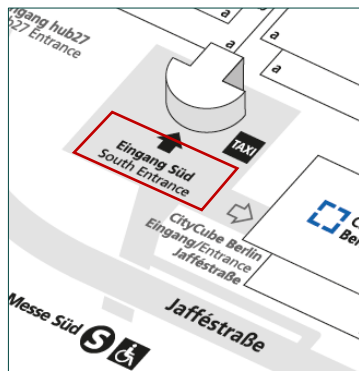 Eingang hub27
hub27 Entrance
a
a
a
a
TAXI
Eingang Süd
South Entrance
CityCube Berlin
Eingang/Entrance
Jafféstraße
Messe Süd
S
Jafféstraße